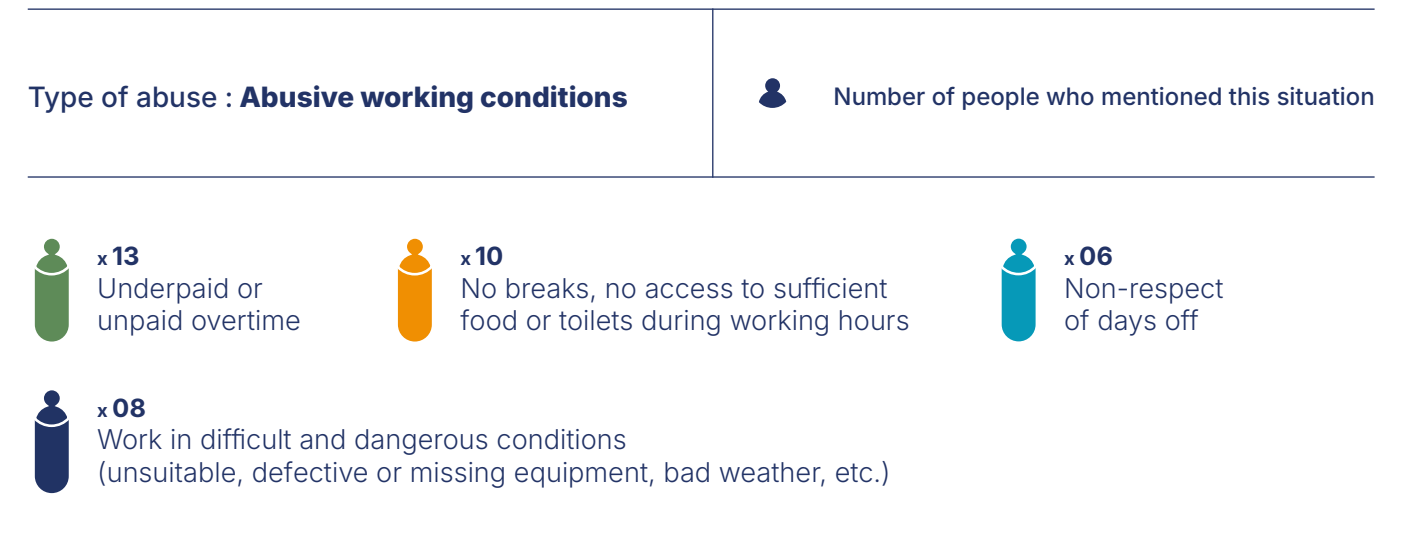 Type of abuse : Abusive working conditions
Number of people who mentioned this situation
x 13
Underpaid or
unpaid overtime
x 10
No breaks, no access to sufficient
food or toilets during working hours
x 06
Non-respect
of days off
x 08
Work in difficult and dangerous conditions
(unsuitable, defective or missing equipment, bad weather, etc.)